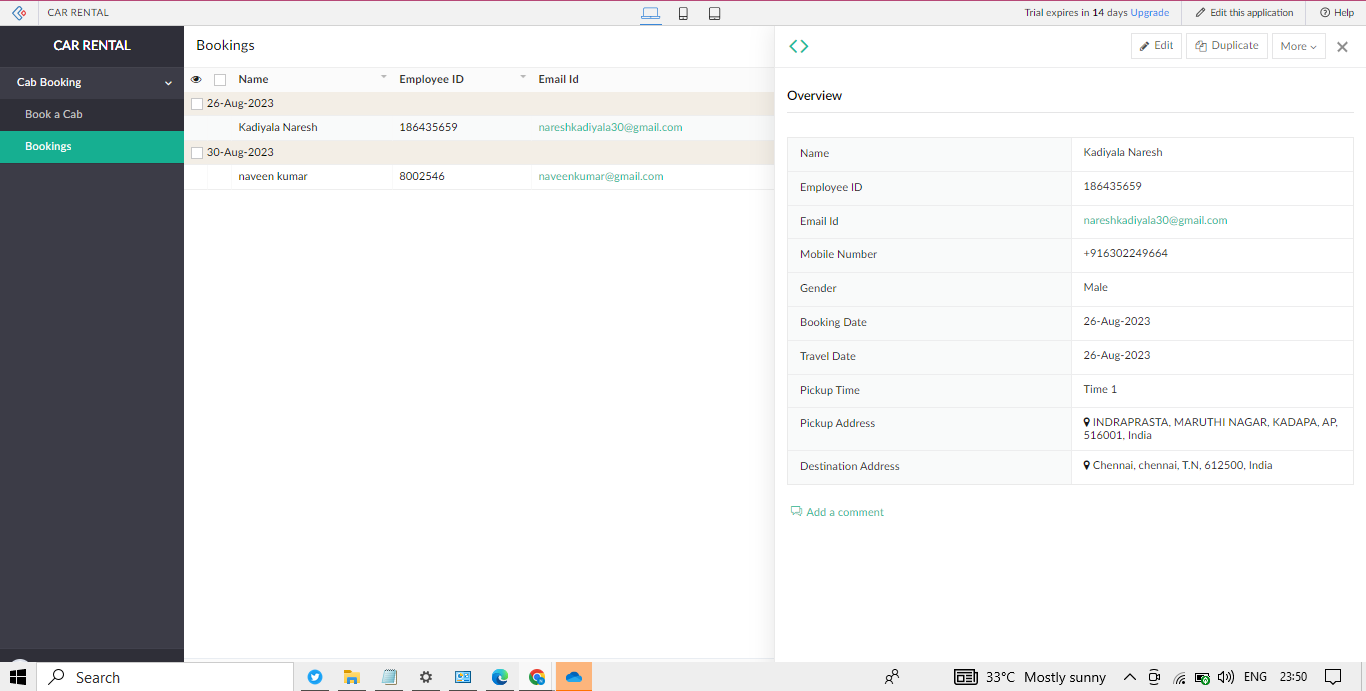 CAR RENTAL
Trial expires in 14 days Upgrade
Edit this application
Help
CAR RENTAL
Cab Booking
Book a Cab
Bookings
Bookings
Name Employee ID Email Id
26-Aug-2023
Kadiyala Naresh 186435659 nareshkadiyala30@gmail.com
30-Aug-2023
naveen kumar 8002546 naveenkumar@gmail.com
Edit Duplicate More
Overview
Name Kadiyala Naresh
Employee ID 186435659
Email Id nareshkadiyala30@gmail.com
Mobile Number +916302249664
Gender Male
Booking Date 26-Aug-2023
Travel Date 26-Aug-2023
Pickup Time Time 1
Pickup Address INDRAPRASTA, MARUTHI NAGAR, KADAPA, AP,
516001, India
Destination Address Chennai, chennai, T.N, 612500, India
Add a comment
Search
33°C Mostly sunny
ENG
23:50